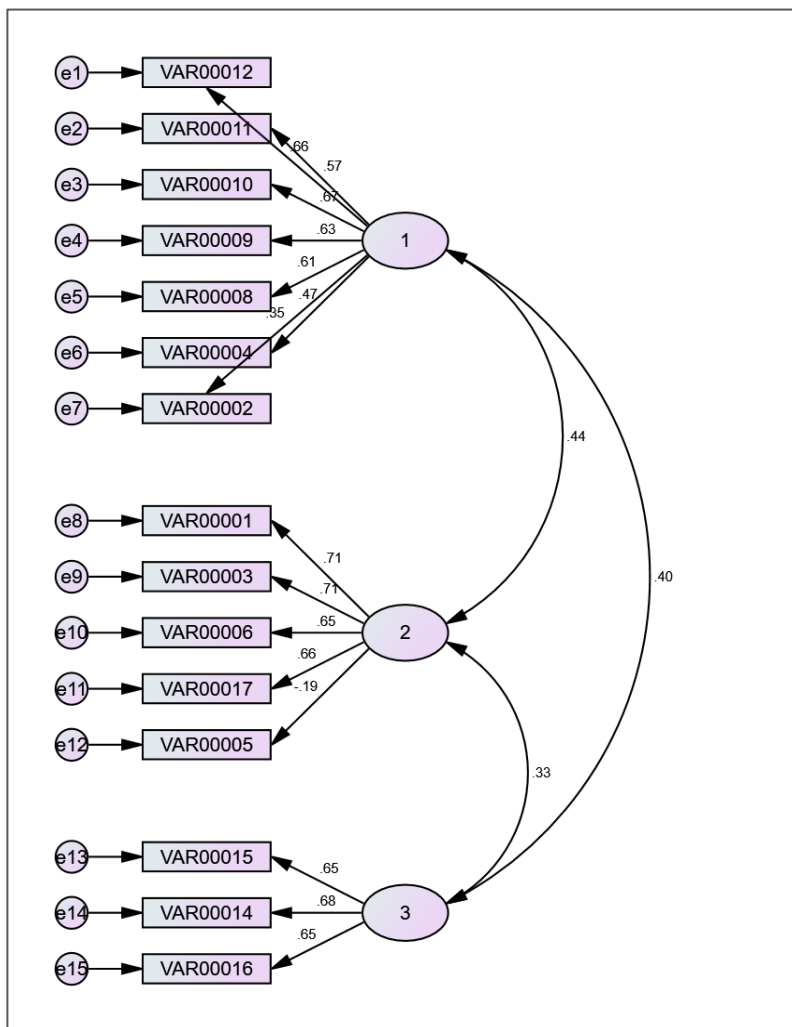 e1 VAR00012
e2 VAR00011
.66 .57
e3 VAR00010
.67
e4 VAR00009 .63 1
e5 VAR00008 .61
.47
.35
e6 VAR00004
e7 VAR00002
.44
e8 VAR00001
.71
e9 VAR00003 .40
.71
e10 VAR00006 .65 2
.66
e11 VAR00017 -.19
e12 VAR00005
.33
e13 VAR00015
.65
e14 VAR00014 .68 3
.65
e15 VAR00016